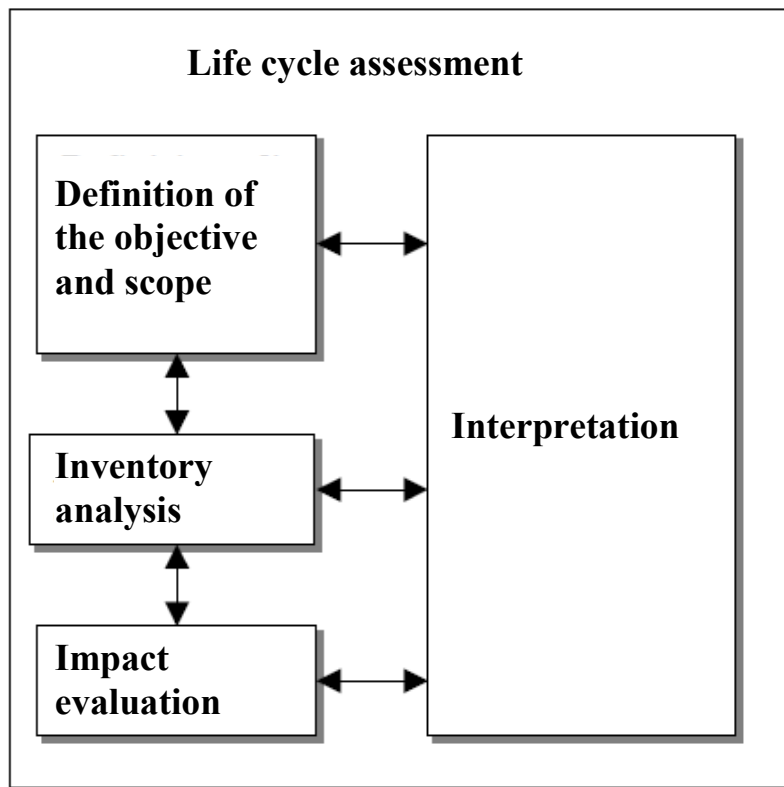 Life cycle assessment
Definition of
the objective
and scope
Interpretation
Inventory
analysis
Impact
evaluation